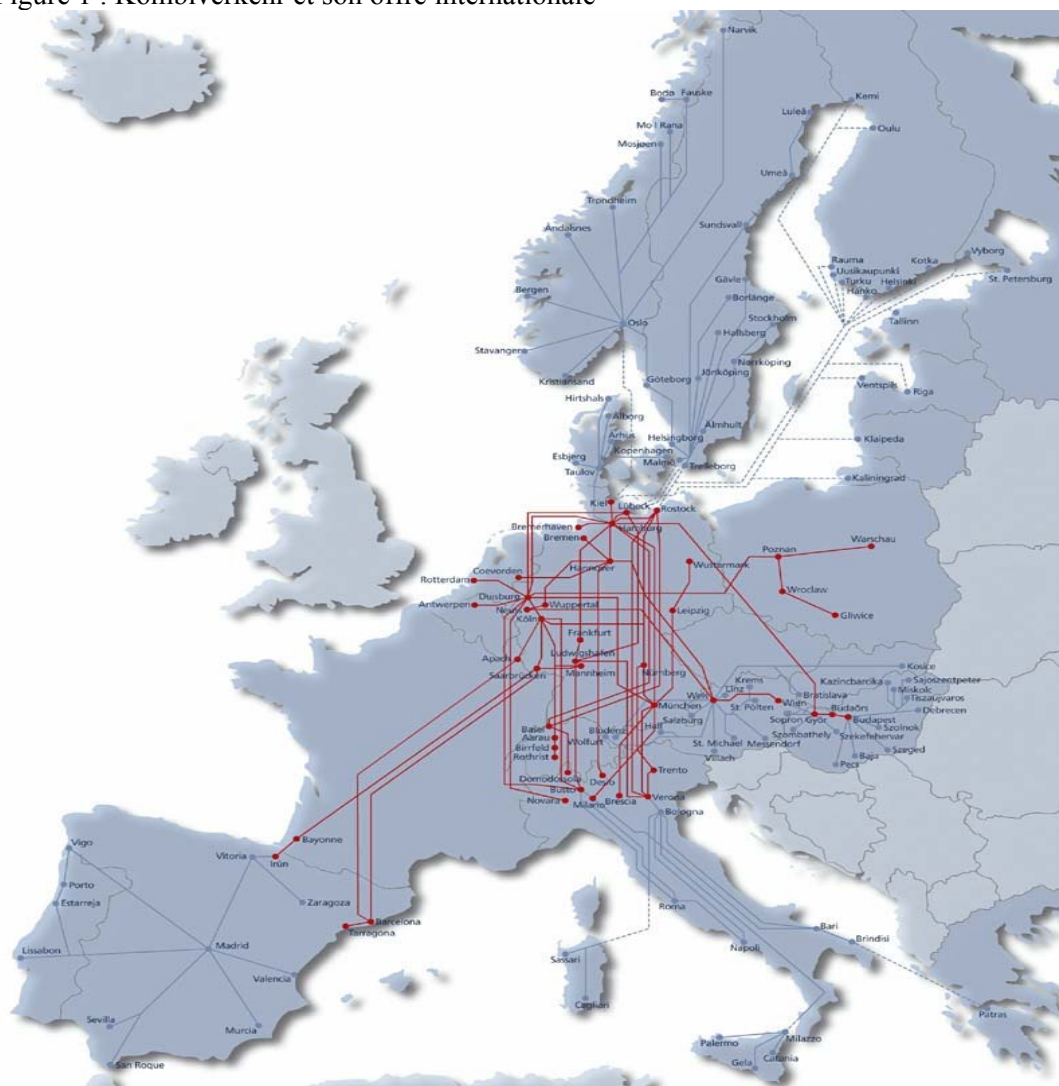 Figure 1 : Kombiverkehr et son offre internationale
Narvik
Bodø
Fauske
Mo I Rana
Mosjøen
Luleå
Kemi
Oulu
Umeå
Trondheim
Åndalsnes
Sundsvall
Rauma
Uusikaupunki
Turku
Hanko
Helsinki
Kotka
Vyborg
St. Petersburg
Bergen
Gävle
Borlänge
Stockholm
Oslo
Hallsberg
Tallinn
Stavanger
Nørrköping
Kristiansand
Göteborg
Jönköping
Ventspils
Riga
Hirtshals
Ålborg
Århus
Helsingborg
Älmhult
Klaipeda
Kopenhagen
Esbjerg
Taulov
Malmö
Trelleborg
Kaliningrad
Kiel
Lübeck
Rostock
Bremerhaven
Hamburg
Bremen
Warschau
Poznan
Coevorden
Hannover
Wustermark
Rotterdam
Duisburg
Wroclaw
Antwerpen
Neuss
Wuppertal
Köln
Leipzig
Gliwice
Frankfurt
Apach
Ludwigshafen
Saarbrücken
Mannheim
Nürnberg
Kosice
Kazincbarcika
Sajoszentpeter
Krems
Miskolc
Linz
Bratislava
Tiszaujvaros
Wels
Wien
Budaörs
München
St. Pölten
Debrecen
Salzburg
Sopron
Györ
Budapest
Basel
Bludenz
Hall
Szolnok
Aarau
Wolfurt
Szombathely
Szekefehervar
Birrfeld
St. Michael
Messendorf
Szeged
Rothrist
Villach
Baja
Pecs
Trento
Domodossola
Desio
Busto
Novara
Milano
Brescia
Verona
Bologna
Vigo
Bayonne
Vitoria
Irún
Porto
Zaragoza
Estarreja
Roma
Barcelona
Tarragona
Bari
Lissabon
Madrid
Napoli
Brindisi
Sassari
Valencia
Cagliari
Sevilla
Murcia
Patras
Palermo
Milazzo
San Roque
Gela
Catania